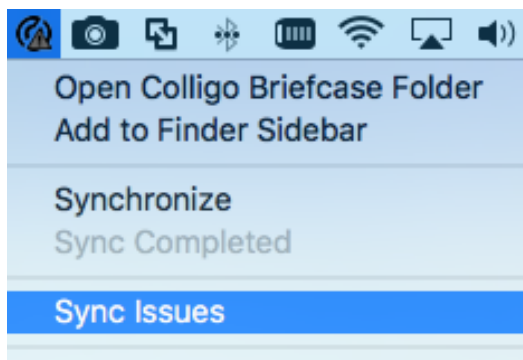 Open Colligo Briefcase Folder
Add to Finder Sidebar
Synchronize
Sync Completed
Sync Issues